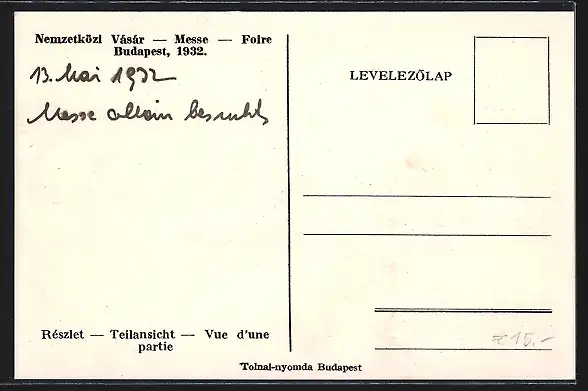 Nemzetközi Vásár — Messe — Foire
Budapest, 1932.
13. Mai 1932
Messe allein besucht
LEVELEZŐLAP
Részlet — Teilansicht — Vue d'une
partie
Tolnai-nyomda Budapest
€15.-